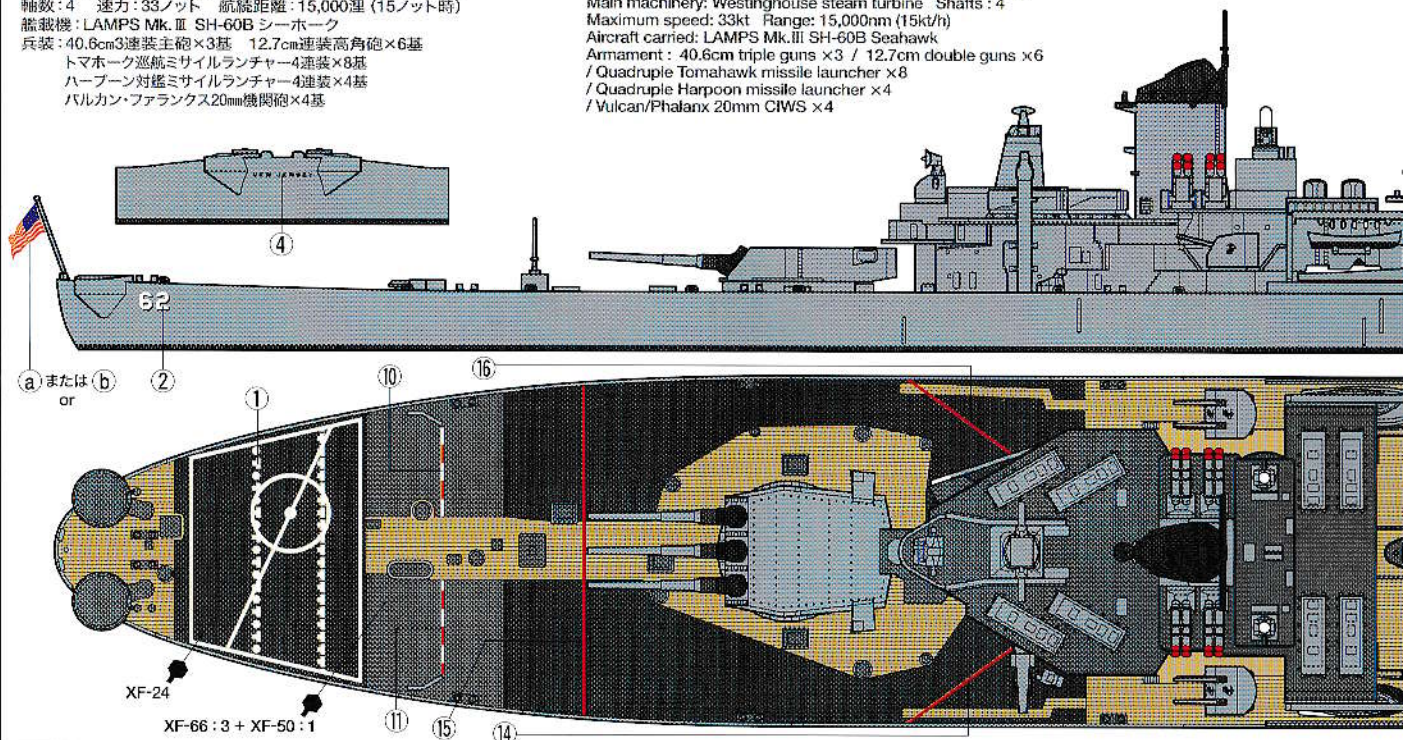 軸数：4　速力：33ノット　航続距離：15,000浬 (15ノット時)
艦載機：LAMPS Mk.Ⅲ SH-60B シーホーク
兵装：40.6cm3連装主砲×3基　12.7cm連装高角砲×6基
トマホーク巡航ミサイルランチャー4連装×8基
ハープーン対艦ミサイルランチャー4連装×4基
バルカン・ファランクス20mm機関砲×4基
Main machinery: Westinghouse steam turbine Shafts : 4
Maximum speed: 33kt Range: 15,000nm (15kt/h)
Aircraft carried: LAMPS Mk.Ⅲ SH-60B Seahawk
Armament : 40.6cm triple guns ×3 / 12.7cm double guns ×6
/ Quadruple Tomahawk missile launcher ×8
/ Quadruple Harpoon missile launcher ×4
/ Vulcan/Phalanx 20mm CIWS ×4
NEW JERSEY
④
62
ⓐ または ⓑ
or
②
①
⑩
⑯
XF-24
XF-66 : 3 + XF-50 : 1
⑪
⑮
⑭